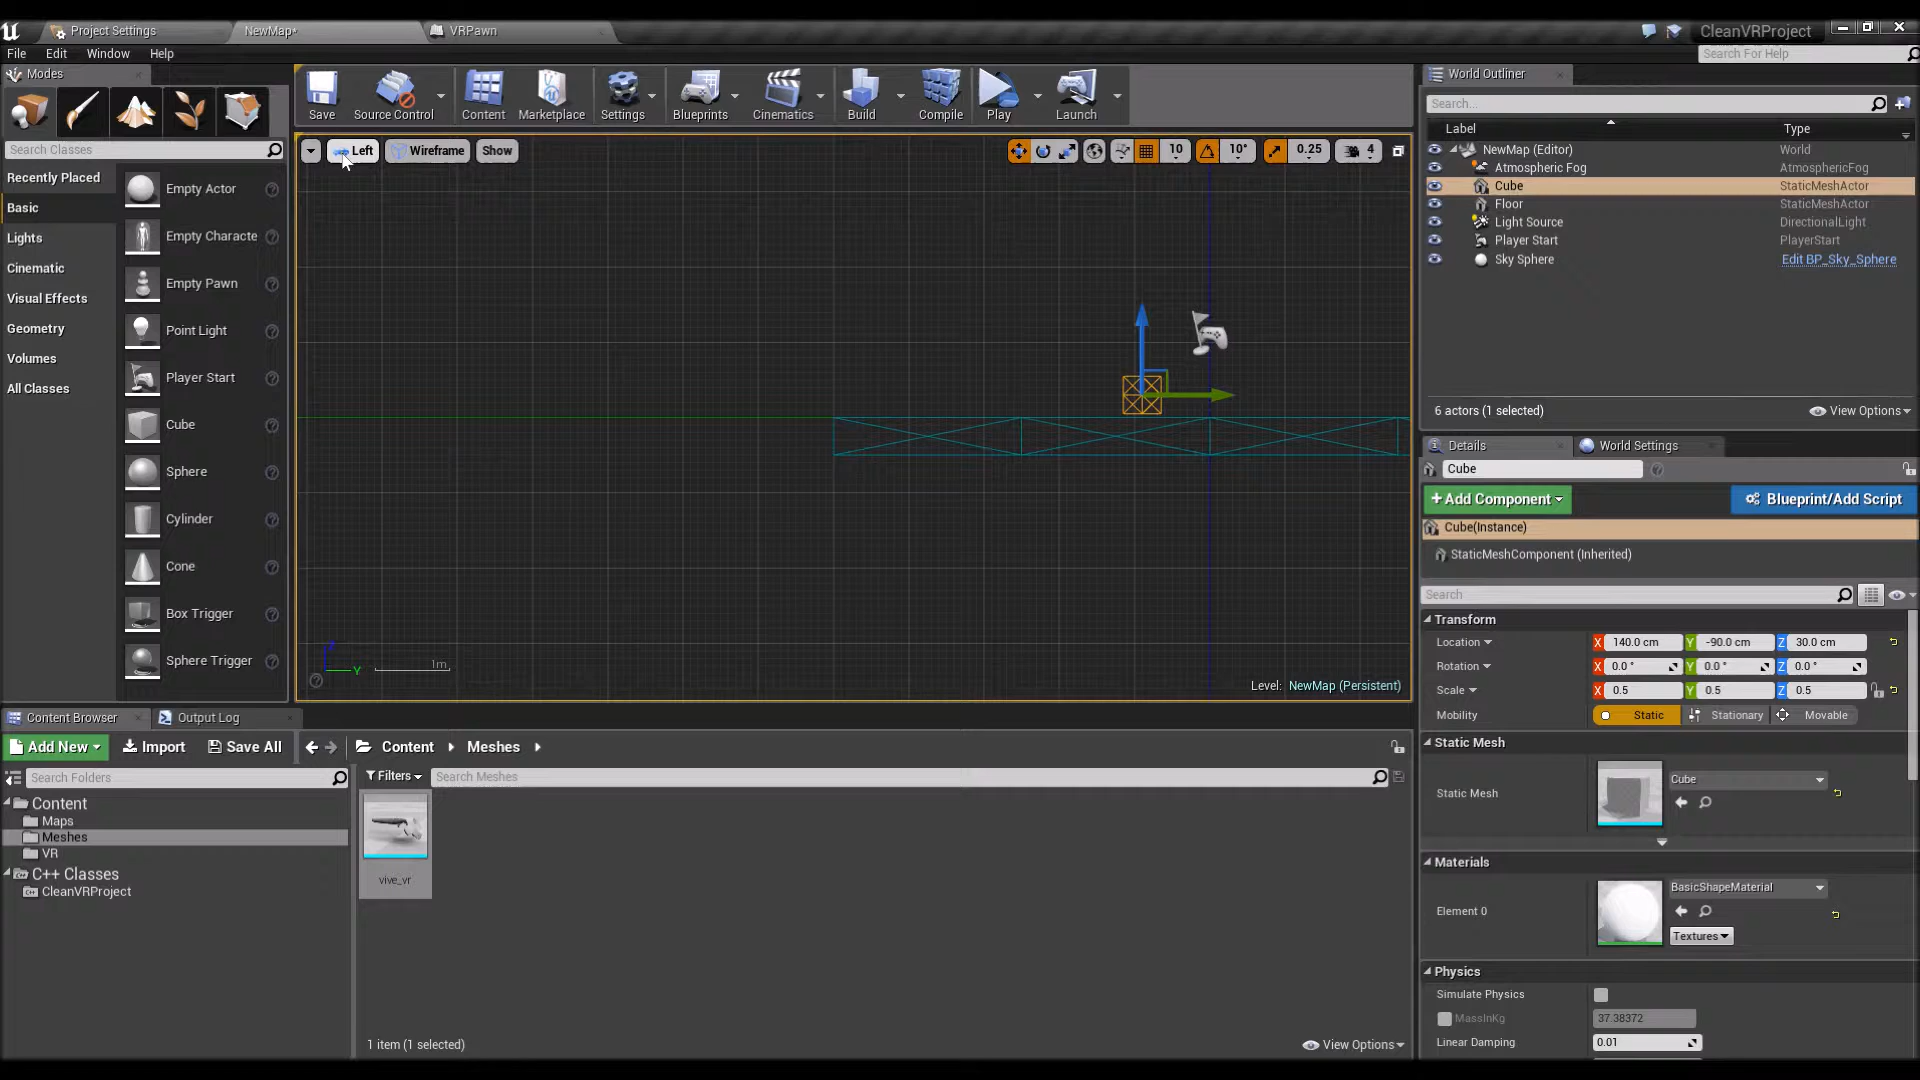 Project Settings
NewMap*
VRPawn
CleanVRProject
File Edit Window Help
Search For Help
Modes
Save
Source Control
Content
Marketplace
Settings
Blueprints
Cinematics
Build
Compile
Play
Launch
Search Classes
Recently Placed
Basic
Lights
Cinematic
Visual Effects
Geometry
Volumes
All Classes
Empty Actor
Empty Characte
Empty Pawn
Point Light
Player Start
Cube
Sphere
Cylinder
Cone
Box Trigger
Sphere Trigger
Left
Wireframe
Show
10
10°
0.25
4
Y
1m
Level: NewMap (Persistent)
World Outliner
Search...
Label Type
NewMap (Editor) World
Atmospheric Fog AtmosphericFog
Cube StaticMeshActor
Floor StaticMeshActor
Light Source DirectionalLight
Player Start PlayerStart
Sky Sphere Edit BP_Sky_Sphere
6 actors (1 selected)
View Options
Details
World Settings
Cube
+Add Component
Blueprint/Add Script
Cube(Instance)
StaticMeshComponent (Inherited)
Search
Transform
Location X 140.0 cm Y -90.0 cm Z 30.0 cm
Rotation X 0.0 ° Y 0.0 ° Z 0.0 °
Scale X 0.5 Y 0.5 Z 0.5
Mobility Static Stationary Movable
Static Mesh
Static Mesh
Cube
Materials
Element 0
BasicShapeMaterial
Textures
Physics
Simulate Physics
MassInKg 37.38372
Linear Damping 0.01
Content Browser
Output Log
Add New
Import
Save All
Content
Meshes
Search Folders
Filters
Search Meshes
Content
Maps
Meshes
VR
C++ Classes
CleanVRProject
vive_vr
1 item (1 selected)
View Options